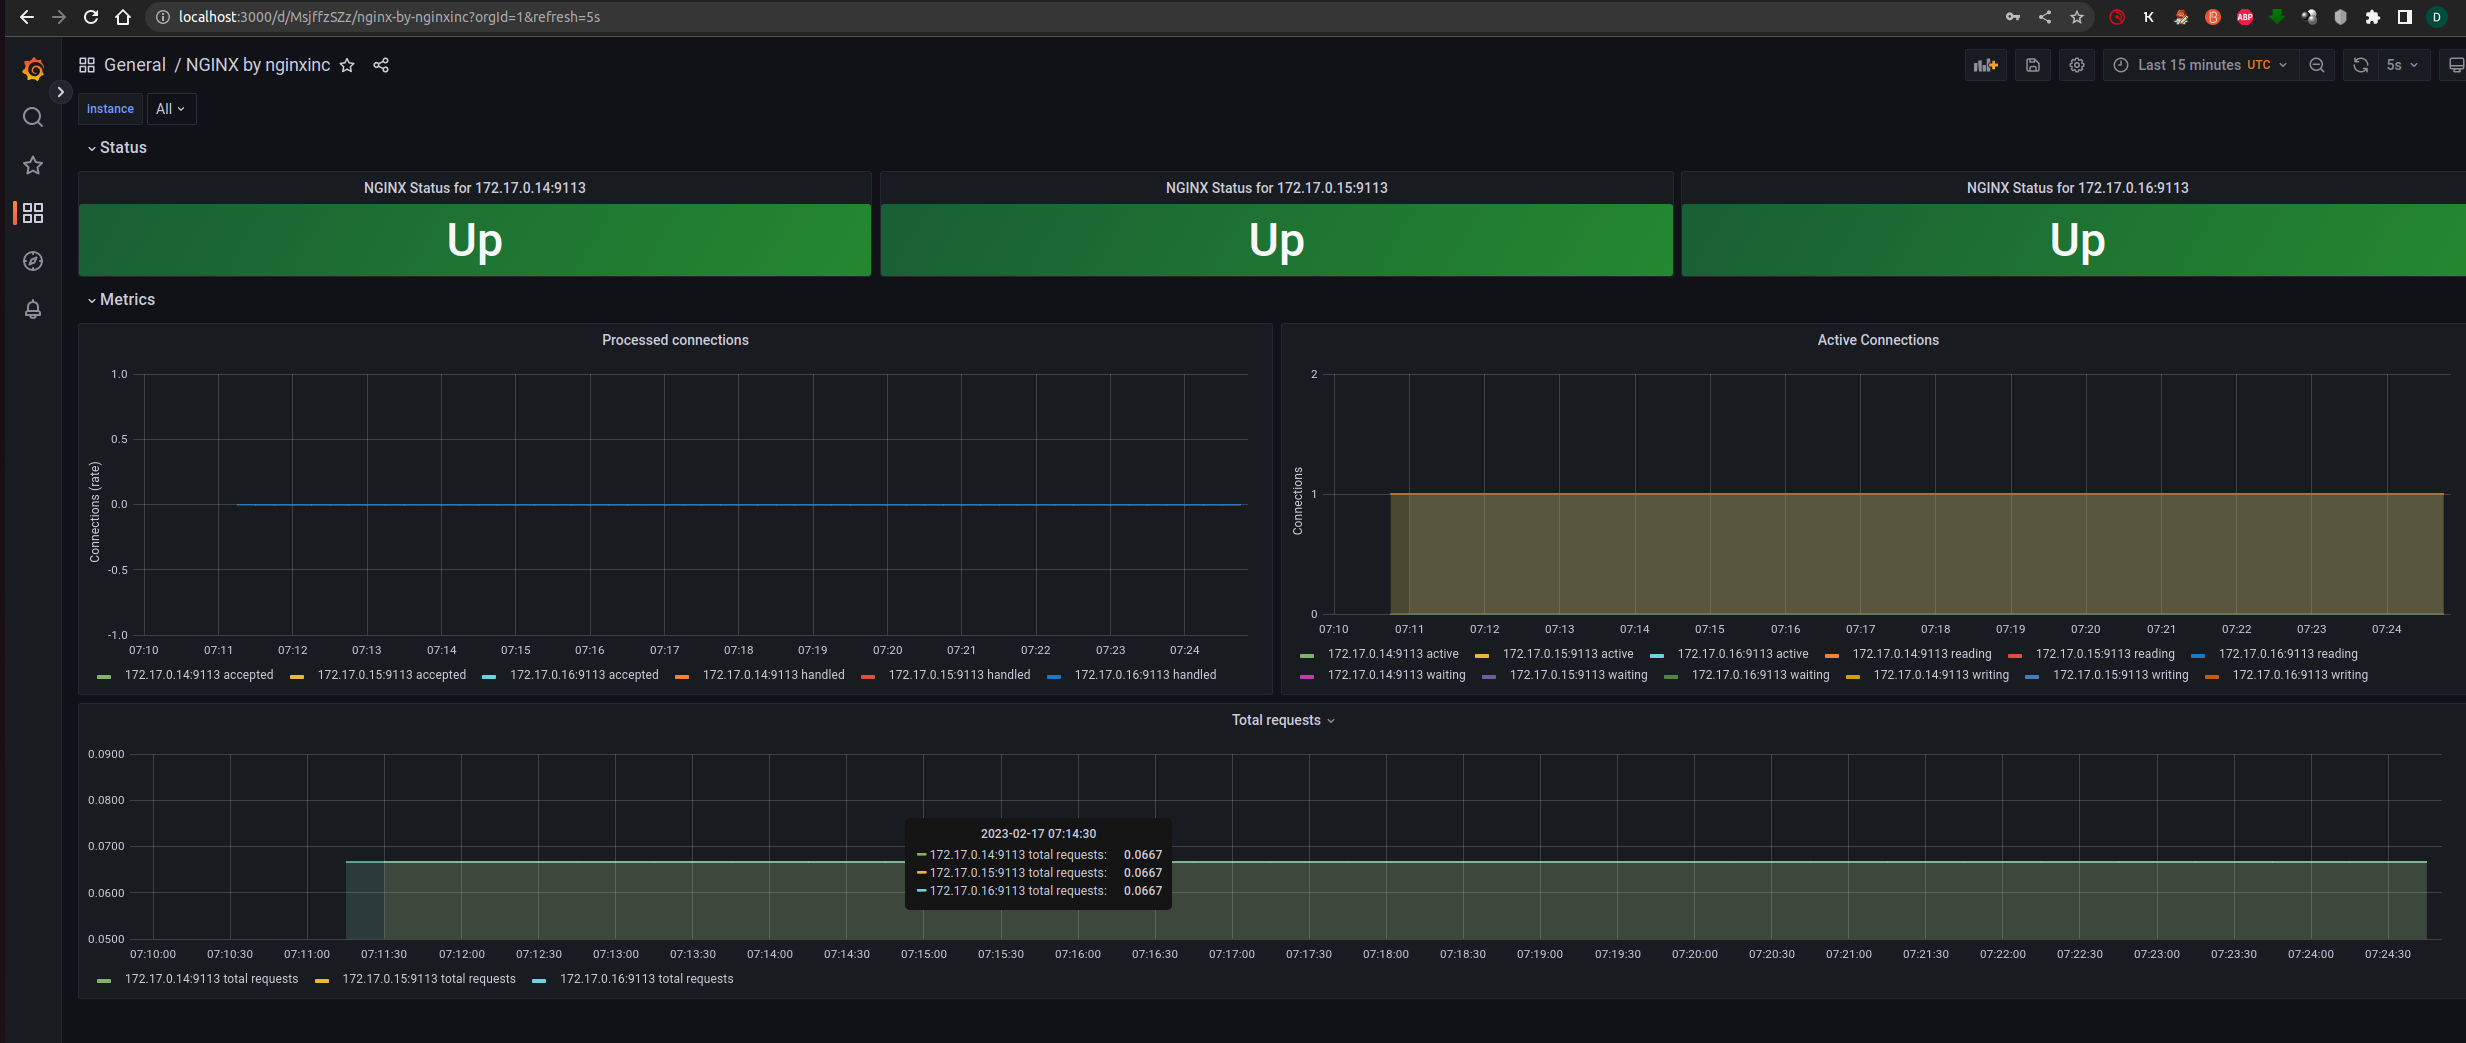 localhost:3000/d/MsjffzSZz/nginx-by-nginxinc?orgId=1&refresh=5s
K
B
ABP
D
General / NGINX by nginxinc
Last 15 minutes UTC
5s
instance
All
Status
NGINX Status for 172.17.0.14:9113
NGINX Status for 172.17.0.15:9113
NGINX Status for 172.17.0.16:9113
Up
Up
Up
Metrics
Processed connections
Connections (rate)
1.0
0.5
0.0
-0.5
-1.0
07:10 07:11 07:12 07:13 07:14 07:15 07:16 07:17 07:18 07:19 07:20 07:21 07:22 07:23 07:24
172.17.0.14:9113 accepted 172.17.0.15:9113 accepted 172.17.0.16:9113 accepted 172.17.0.14:9113 handled 172.17.0.15:9113 handled 172.17.0.16:9113 handled
Active Connections
Connections
2
1
0
07:10 07:11 07:12 07:13 07:14 07:15 07:16 07:17 07:18 07:19 07:20 07:21 07:22 07:23 07:24
172.17.0.14:9113 active 172.17.0.15:9113 active 172.17.0.16:9113 active 172.17.0.14:9113 reading 172.17.0.15:9113 reading 172.17.0.16:9113 reading
172.17.0.14:9113 waiting 172.17.0.15:9113 waiting 172.17.0.16:9113 waiting 172.17.0.14:9113 writing 172.17.0.15:9113 writing 172.17.0.16:9113 writing
Total requests
0.0900
0.0800
0.0700
0.0600
0.0500
2023-02-17 07:14:30
172.17.0.14:9113 total requests: 0.0667
172.17.0.15:9113 total requests: 0.0667
172.17.0.16:9113 total requests: 0.0667
07:10:00 07:10:30 07:11:00 07:11:30 07:12:00 07:12:30 07:13:00 07:13:30 07:14:00 07:14:30 07:15:00 07:15:30 07:16:00 07:16:30 07:17:00 07:17:30 07:18:00 07:18:30 07:19:00 07:19:30 07:20:00 07:20:30 07:21:00 07:21:30 07:22:00 07:22:30 07:23:00 07:23:30 07:24:00 07:24:30
172.17.0.14:9113 total requests 172.17.0.15:9113 total requests 172.17.0.16:9113 total requests